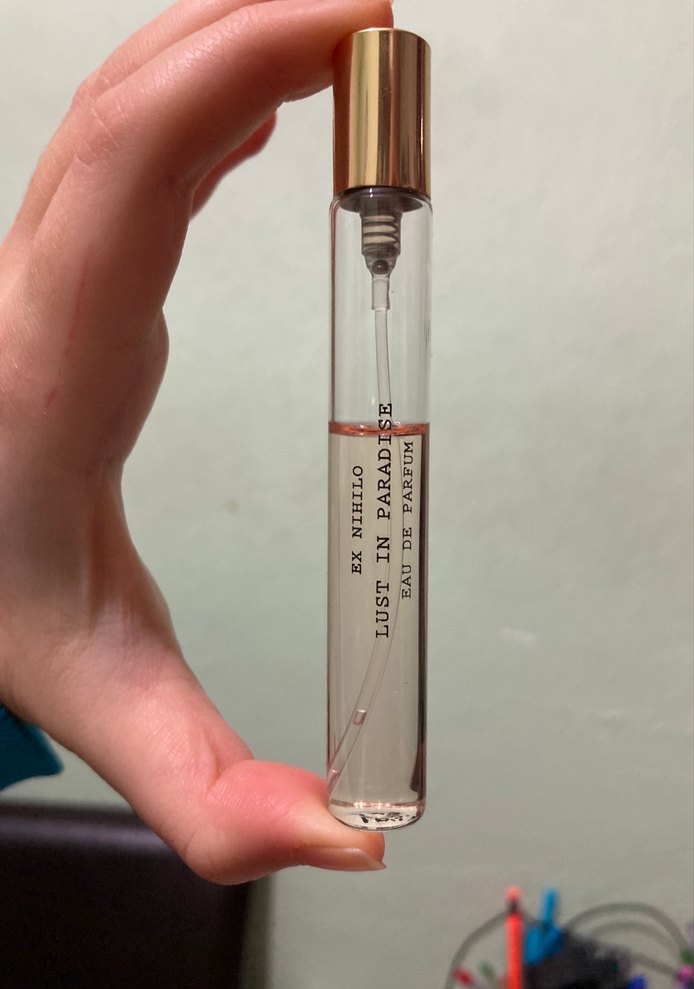 EX NIHILO
LUST IN PARADISE
EAU DE PARFUM